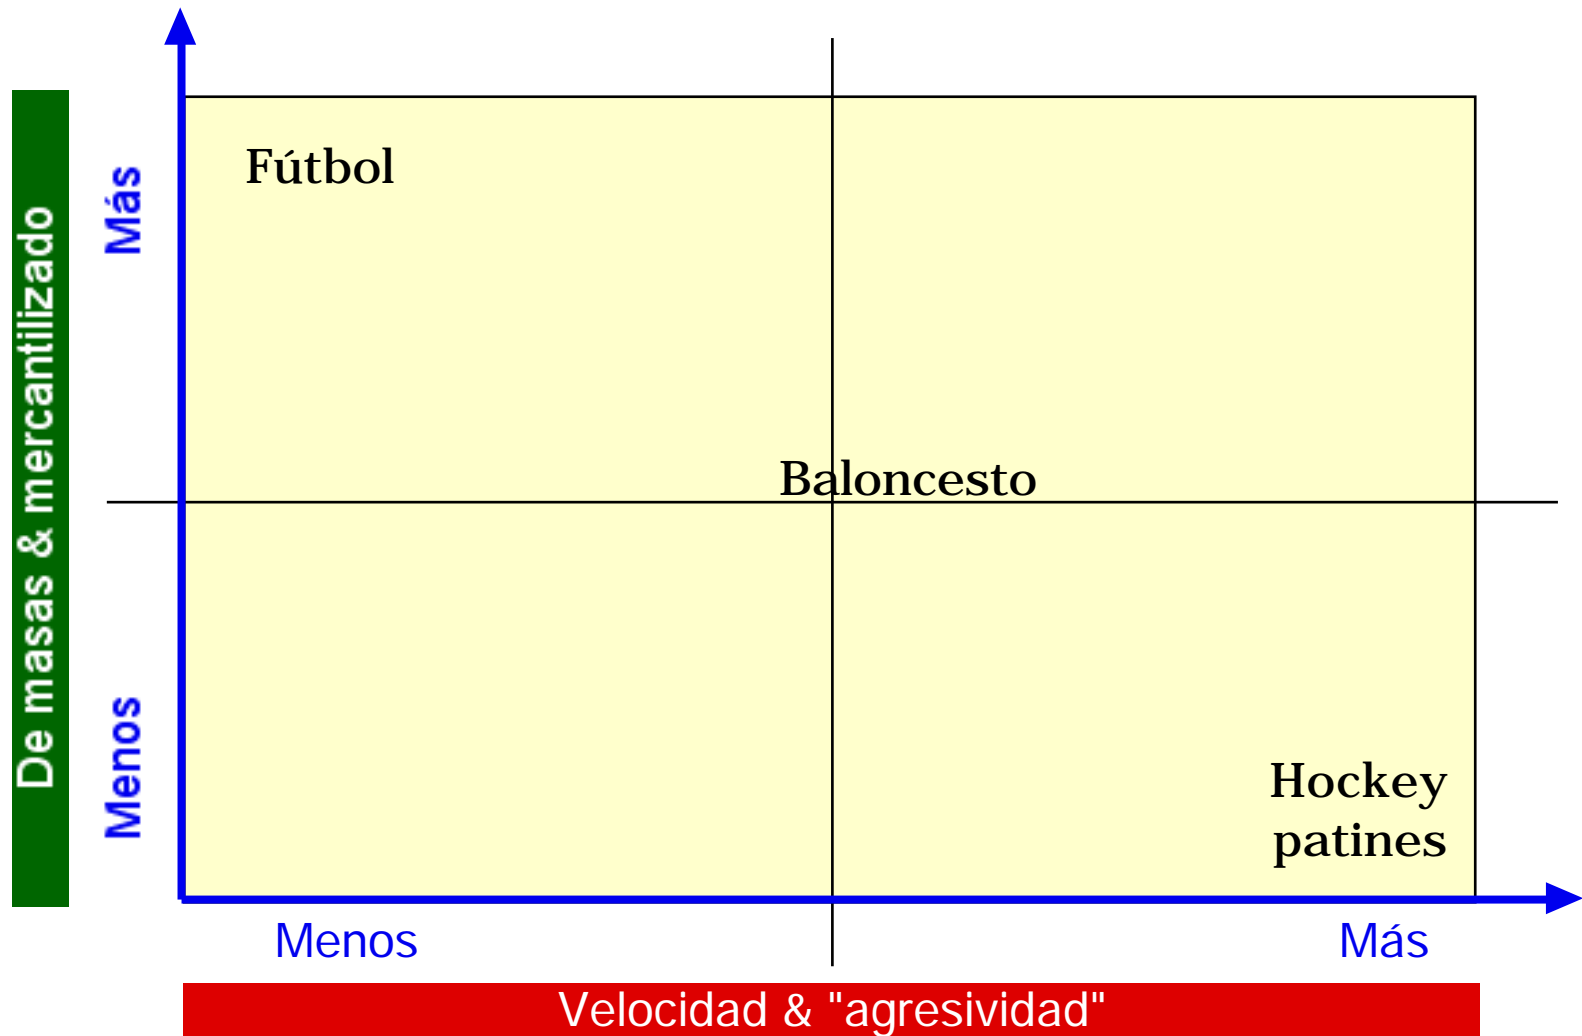 De masas & mercantilizado
Más
Menos
Fútbol
Baloncesto
Hockey
patines
Menos
Más
Velocidad & "agresividad"